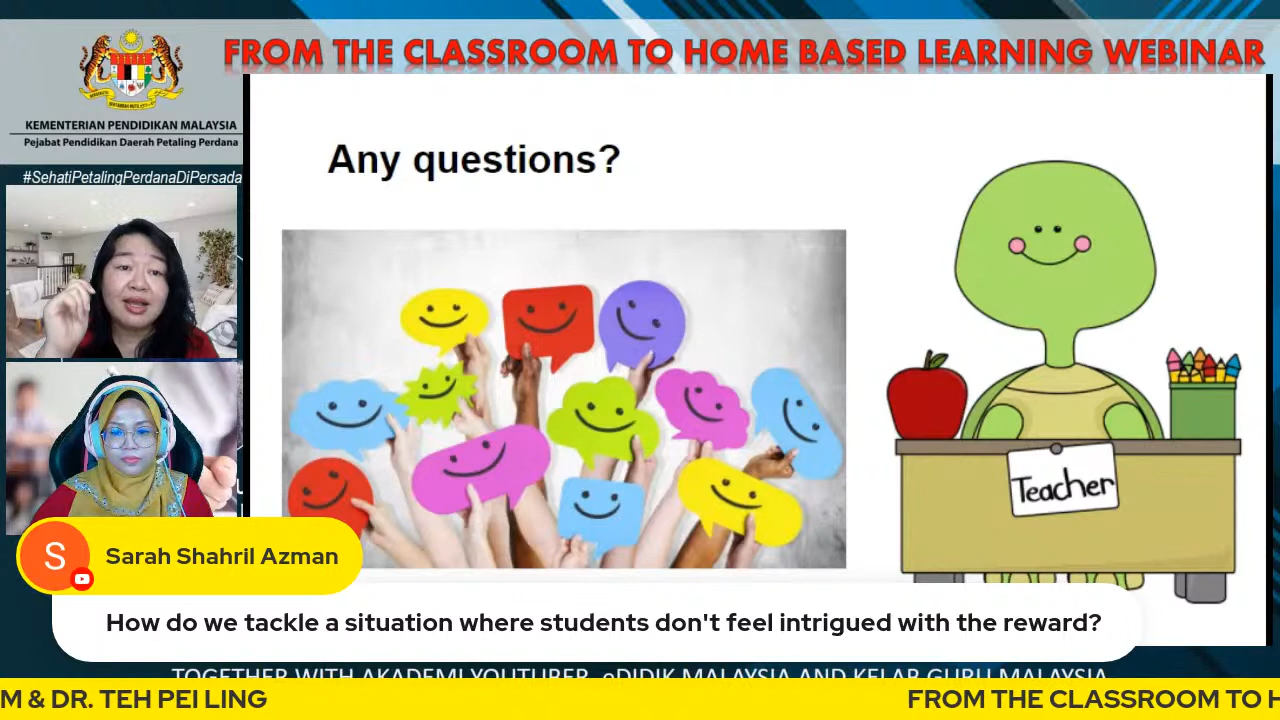 FROM THE CLASSROOM TO HOME BASED LEARNING WEBINAR
KEMENTERIAN PENDIDIKAN MALAYSIA
Pejabat Pendidikan Daerah Petaling Perdana
#SehatiPetalingPerdanaDiPersada
Any questions?
Teacher
S
Sarah Shahril Azman
How do we tackle a situation where students don't feel intrigued with the reward?
TOGETHER WITH AKADEMI YOUTUBER, eDIDIK MALAYSIA AND KELAB GURU MALAYSIA
M & DR. TEH PEI LING
FROM THE CLASSROOM TO H